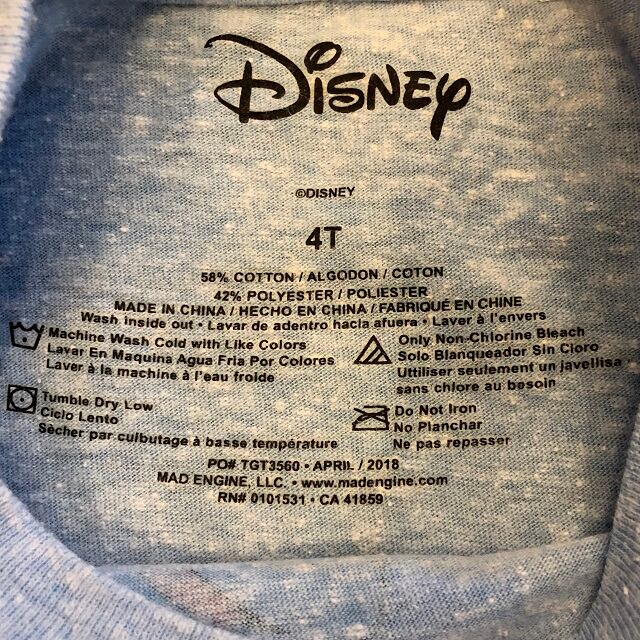 Disney
©DISNEY
4T
58% COTTON / ALGODON / COTON
42% POLYESTER / POLIESTER
MADE IN CHINA / HECHO EN CHINA / FABRIQUÉ EN CHINE
Wash inside out • Lavar de adentro hacia afuera • Laver à l'envers
Machine Wash Cold with Like Colors
Lavar En Maquina Agua Fria Por Colores
Laver à la machine à l'eau froide
Only Non-Chlorine Bleach
Solo Blanqueador Sin Cloro
Uttiliser seulement un javellisa
sans chlore au besoin
Tumble Dry Low
Ciclo Lento
Sècher par culbutage à basse température
Do Not Iron
No Planchar
Ne pas repasser
PO# TGT3560 • APRIL / 2018
MAD ENGINE, LLC. • www.madengine.com
RN# 0101531 • CA 41859